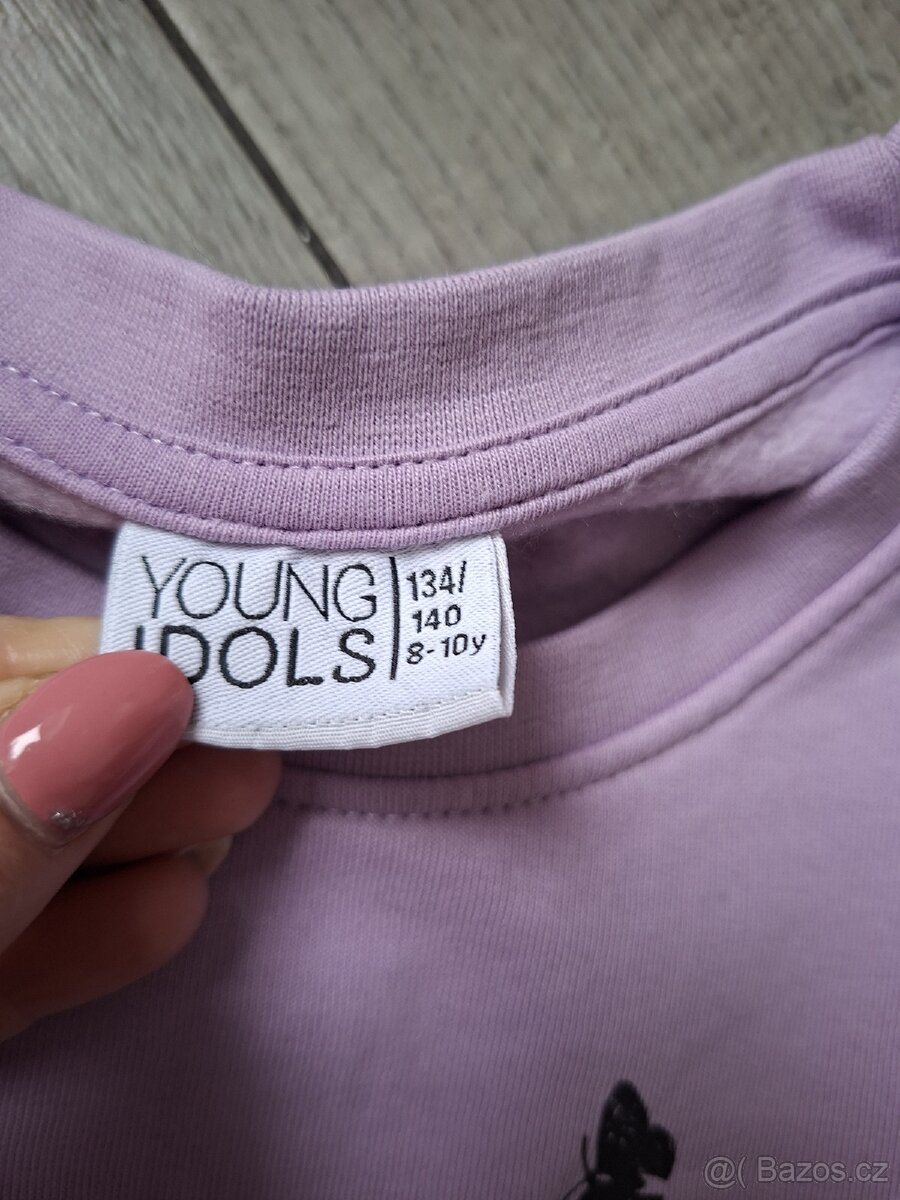 YOUNG
IDOLS
134/
140
8-10y
@( Bazos.cz